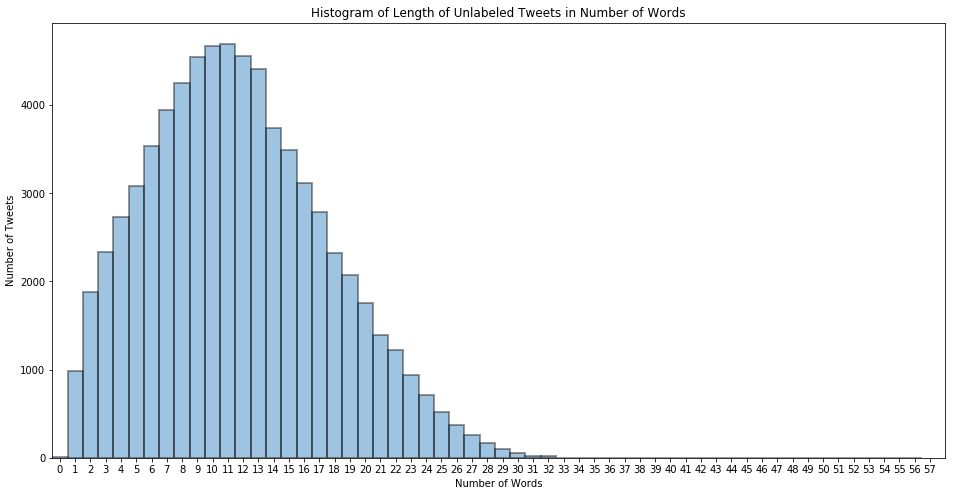 Histogram of Length of Unlabeled Tweets in Number of Words
Number of Tweets
4000
3000
2000
1000
0
0 1 2 3 4 5 6 7 8 9 10 11 12 13 14 15 16 17 18 19 20 21 22 23 24 25 26 27 28 29 30 31 32 33 34 35 36 37 38 39 40 41 42 43 44 45 46 47 48 49 50 51 52 53 54 55 56 57
Number of Words